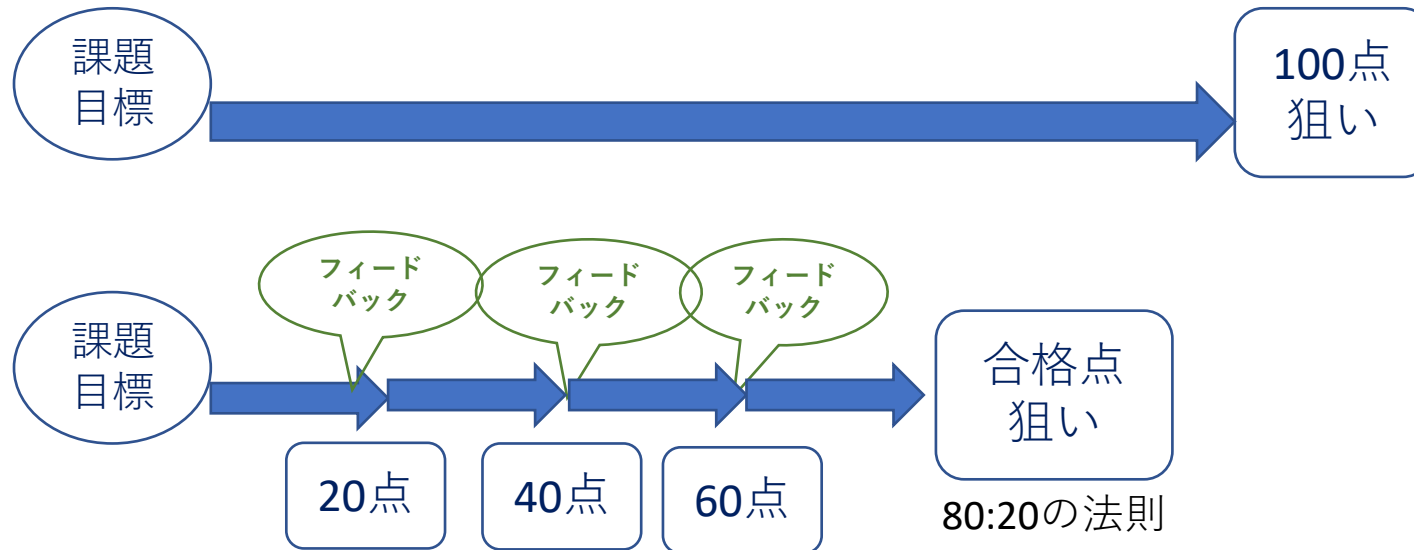 課題
目標
100点
狙い
フィード
バック
フィード
バック
フィード
バック
課題
目標
合格点
狙い
20点
40点
60点
80:20の法則